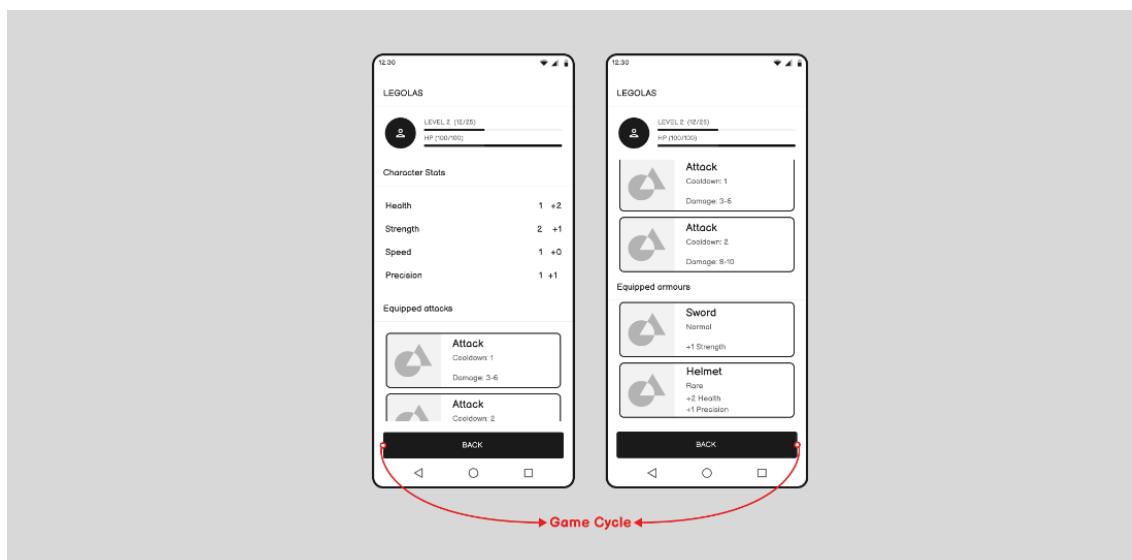 12:30
LEGOLAS
LEVEL 2 (12/25)
HP (100/100)
Character Stats
Health 1 +2
Strength 2 +1
Speed 1 +0
Precision 1 +1
Equipped attacks
Attack
Cooldown: 1
Damage: 3-6
Attack
Cooldown: 2
BACK
12:30
LEGOLAS
LEVEL 2 (12/25)
HP (100/100)
Attack
Cooldown: 1
Damage: 3-6
Attack
Cooldown: 2
Damage: 8-10
Equipped armours
Sword
Normal
+1 Strength
Helmet
Rare
+2 Health
+1 Precision
BACK
Game Cycle